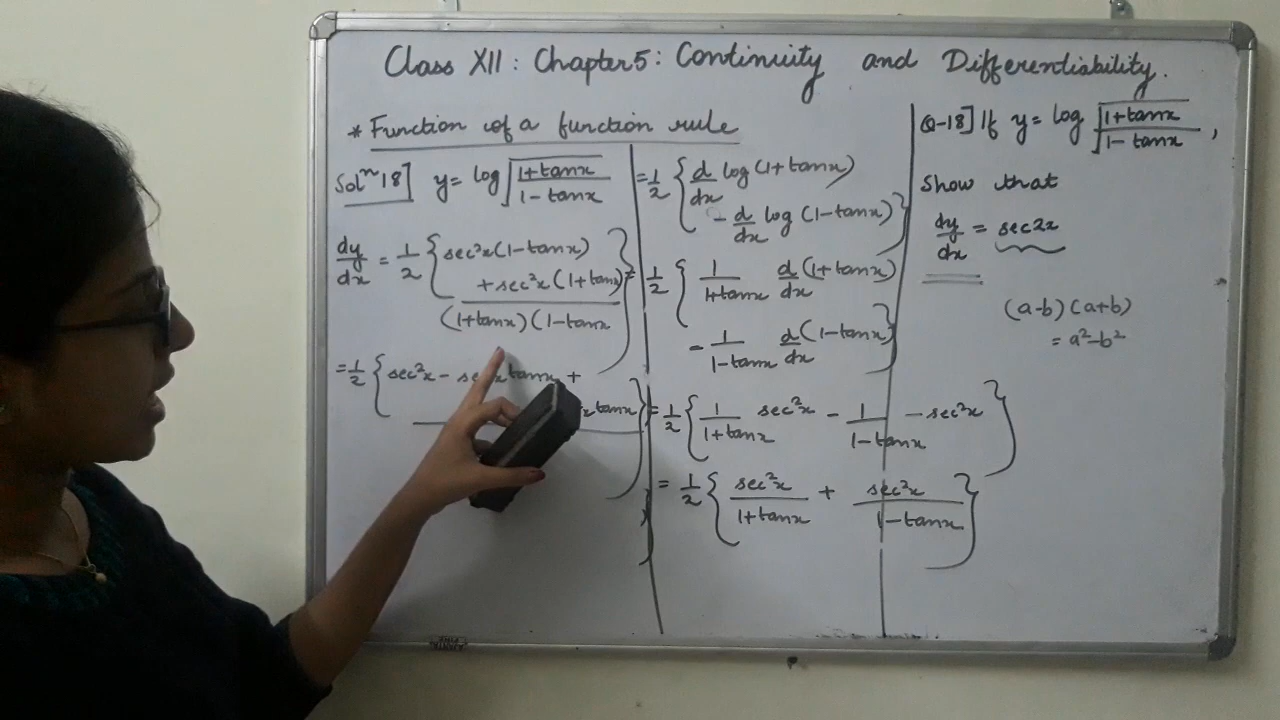 Class XII : Chapter 5: Continuity and Differentiability.
* Function of a function rule
Solⁿ 18] y = log √(1+tanx / 1-tanx)
dy/dx = 1/2 { sec²x (1-tanx)
+ sec²x (1+tanx) }
(1+tanx) (1-tanx
= 1/2 { sec²x - tanx +
tanx }
= 1/2 { d/dx log (1+tanx)
- d/dx log (1-tanx) }
= 1/2 { 1/1+tanx d/dx (1+tanx)
- 1/1-tanx d/dx (1-tanx) }
= 1/2 { 1/1+tanx sec²x - 1/1-tanx -sec²x }
= 1/2 { sec²x/1+tanx + sec²x/1-tanx }
Q-18] If y = log √(1+tanx / 1-tanx) ,
Show that
dy/dx = sec2x
(a-b) (a+b)
= a²-b²